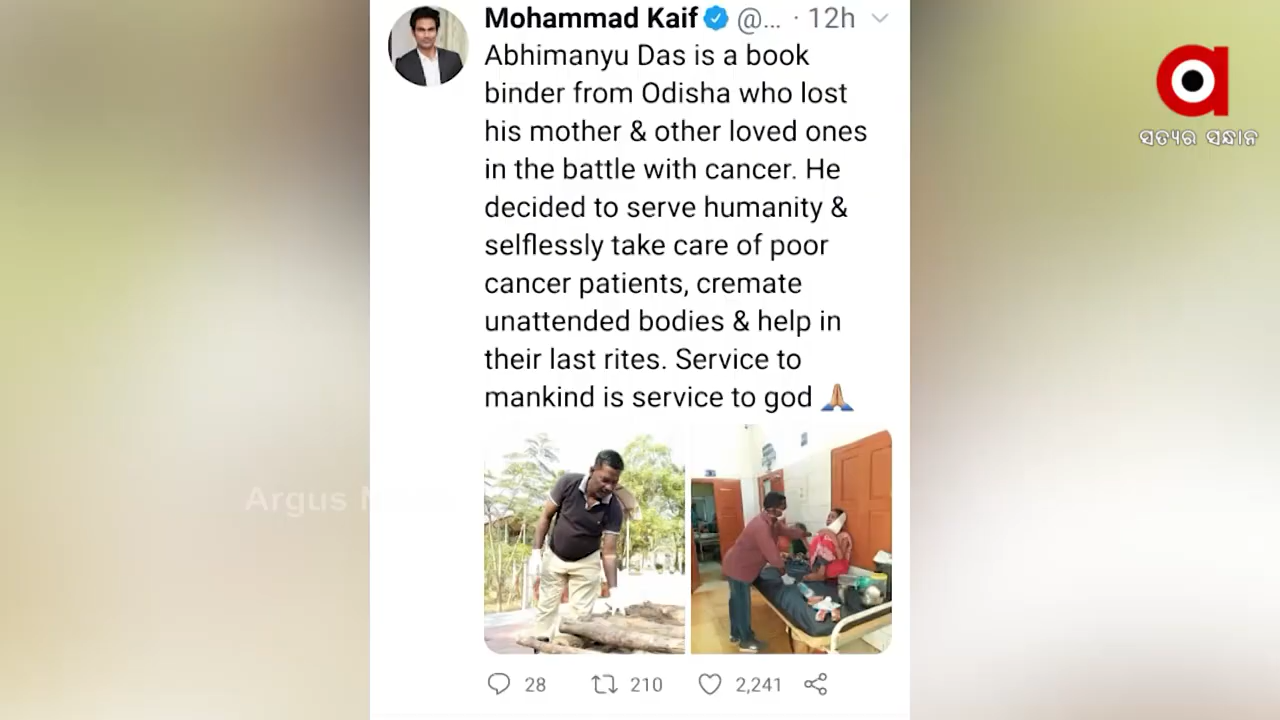 Mohammad Kaif @... · 12h
Abhimanyu Das is a book
binder from Odisha who lost
his mother & other loved ones
in the battle with cancer. He
decided to serve humanity &
selflessly take care of poor
cancer patients, cremate
unattended bodies & help in
their last rites. Service to
mankind is service to god 🙏
28 210 2,241
ସତ୍ୟର ସନ୍ଧାନ
Argus